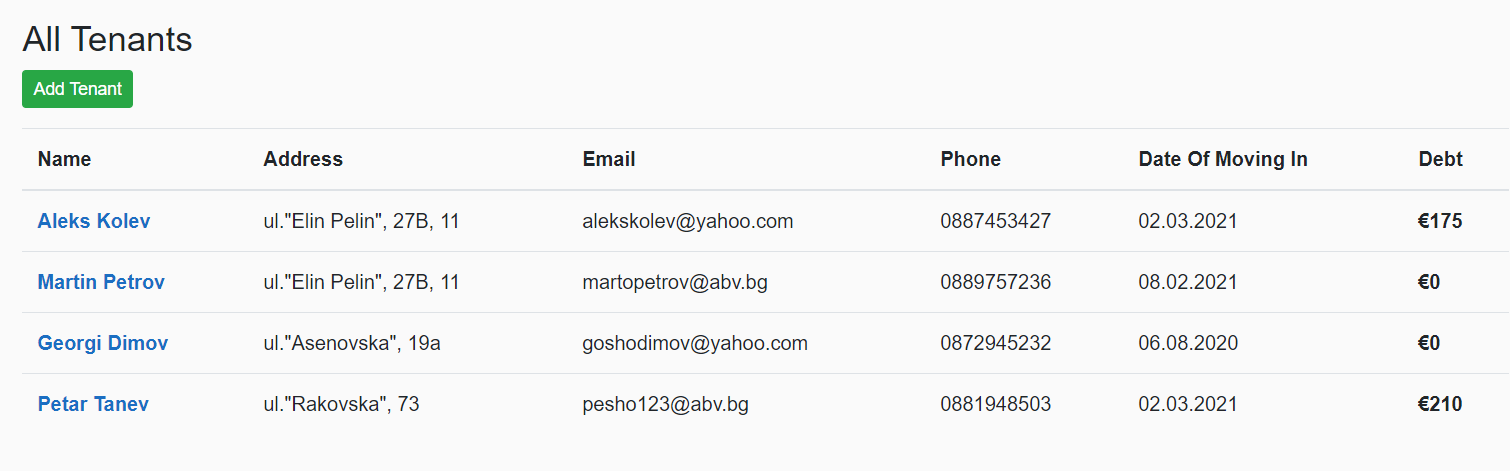 All Tenants
Add Tenant
Name Address Email Phone Date Of Moving In Debt
Aleks Kolev ul."Elin Pelin", 27B, 11 alekskolev@yahoo.com 0887453427 02.03.2021 €175
Martin Petrov ul."Elin Pelin", 27B, 11 martopetrov@abv.bg 0889757236 08.02.2021 €0
Georgi Dimov ul."Asenovska", 19a goshodimov@yahoo.com 0872945232 06.08.2020 €0
Petar Tanev ul."Rakovska", 73 pesho123@abv.bg 0881948503 02.03.2021 €210